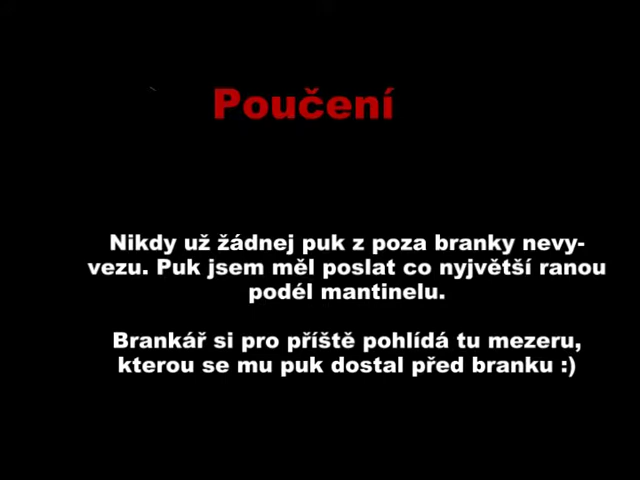 Poučení
Nikdy už žádnej puk z poza branky nevy-
vezu. Puk jsem měl poslat co nyjvětší ranou
podél mantinelu.
Brankář si pro příště pohlídá tu mezeru,
kterou se mu puk dostal před branku :)